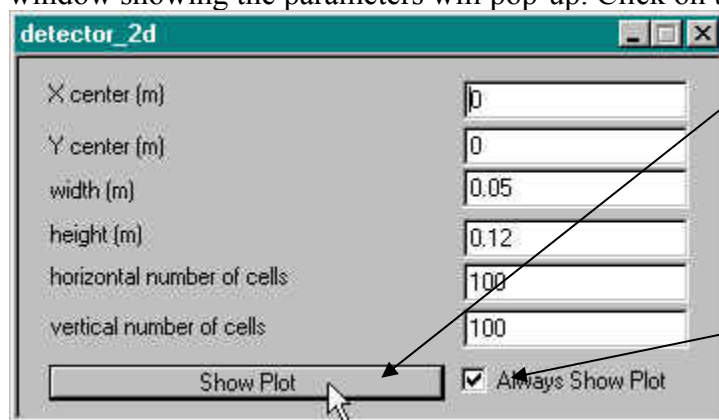 window showing the parameters will pop-up. Click on
detector_2d
X center (m) 0
Y center (m) 0
width (m) 0.05
height (m) 0.12
horizontal number of cells 100
vertical number of cells 100
Show Plot Always Show Plot